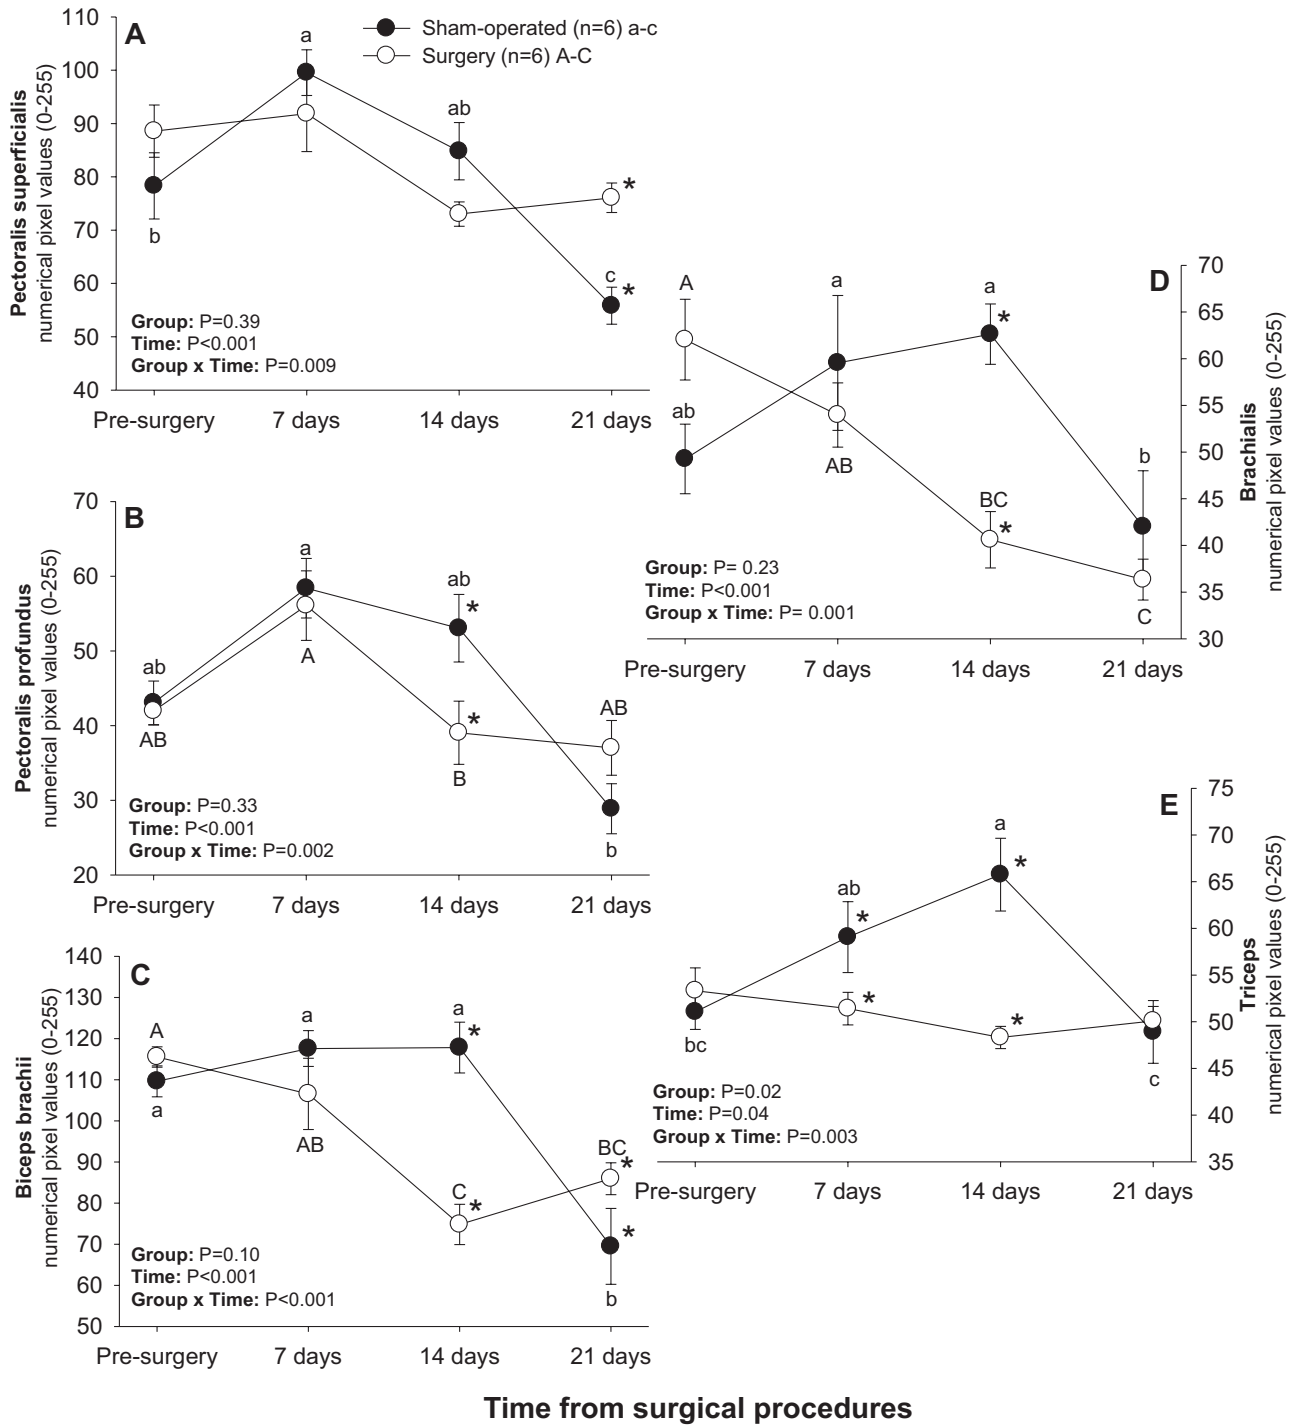 A
Sham-operated (n=6) a-c
Surgery (n=6) A-C
Pectoralis superficialis
numerical pixel values (0-255)
110
100
90
80
70
60
50
40
a
ab
b
c
*
*
Group: P=0.39
Time: P<0.001
Group x Time: P=0.009
Pre-surgery
7 days
14 days
21 days
B
Pectoralis profundus
numerical pixel values (0-255)
70
60
50
40
30
20
ab
a
ab
*
AB
A
*
B
AB
b
Group: P=0.33
Time: P<0.001
Group x Time: P=0.002
Pre-surgery
7 days
14 days
21 days
C
Biceps brachii
numerical pixel values (0-255)
140
130
120
110
100
90
80
70
60
50
A
a
a
a
*
AB
C
*
BC
*
*
b
Group: P=0.10
Time: P<0.001
Group x Time: P<0.001
Pre-surgery
7 days
14 days
21 days
D
Brachialis
numerical pixel values (0-255)
70
65
60
55
50
45
40
35
30
A
a
a
*
ab
AB
BC
*
b
C
Group: P= 0.23
Time: P<0.001
Group x Time: P= 0.001
Pre-surgery
7 days
14 days
21 days
E
Triceps
numerical pixel values (0-255)
75
70
65
60
55
50
45
40
35
a
*
ab
*
*
*
bc
c
Group: P=0.02
Time: P=0.04
Group x Time: P=0.003
Pre-surgery
7 days
14 days
21 days
Time from surgical procedures